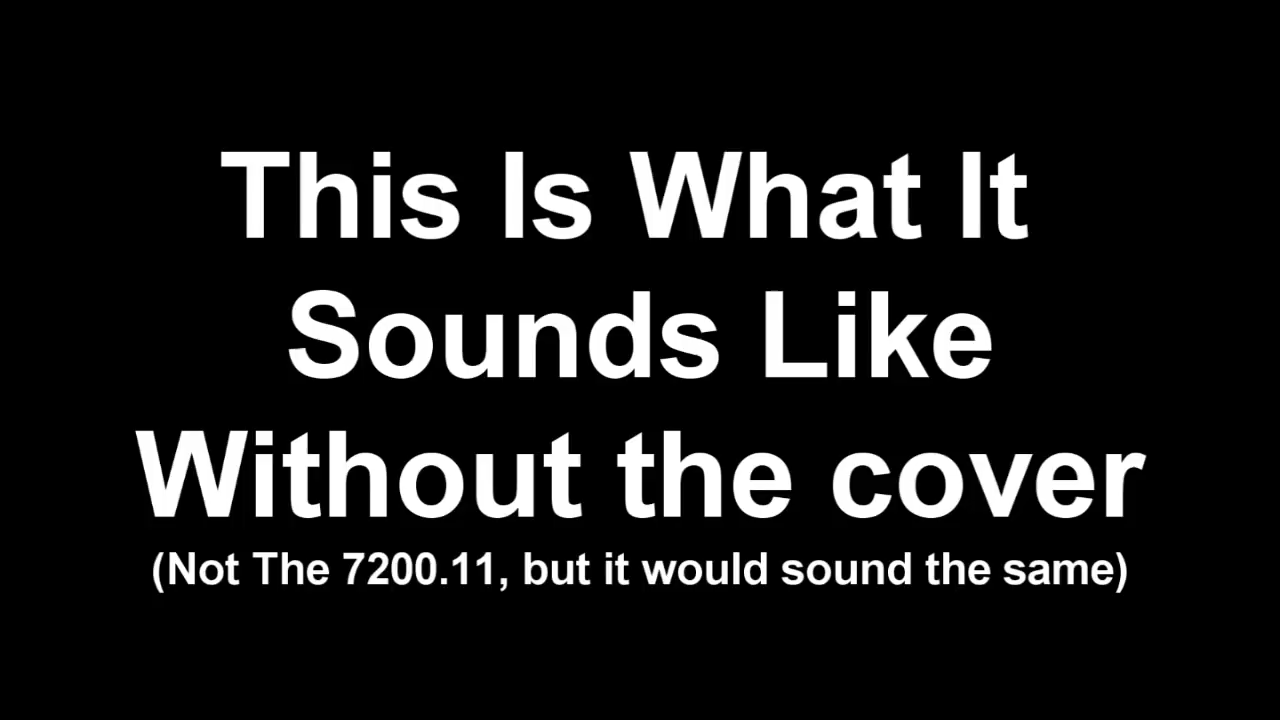 This Is What It
Sounds Like
Without the cover
(Not The 7200.11, but it would sound the same)